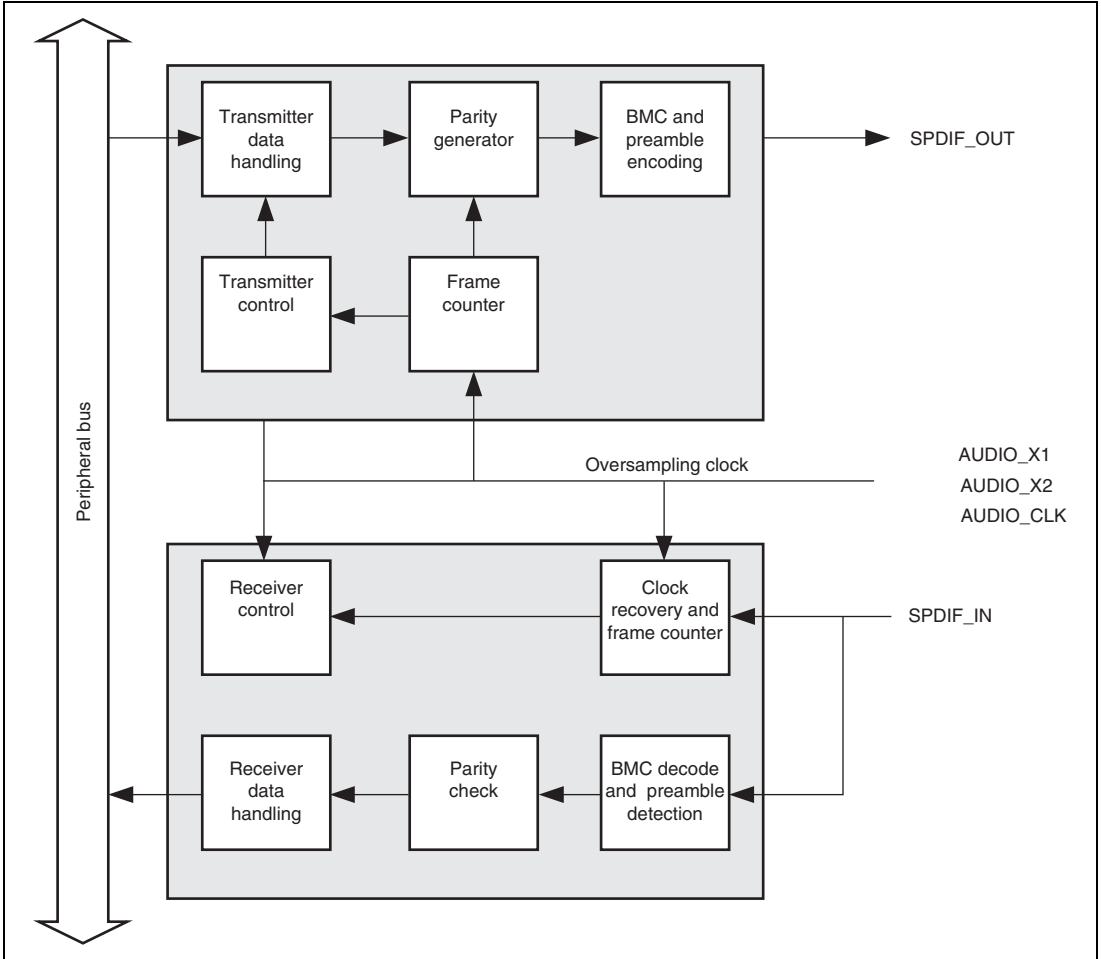 Transmitter
data
handling
Parity
generator
BMC and
preamble
encoding
SPDIF_OUT
Transmitter
control
Frame
counter
Peripheral bus
Oversampling clock
AUDIO_X1
AUDIO_X2
AUDIO_CLK
Receiver
control
Clock
recovery and
frame counter
SPDIF_IN
Receiver
data
handling
Parity
check
BMC decode
and preamble
detection